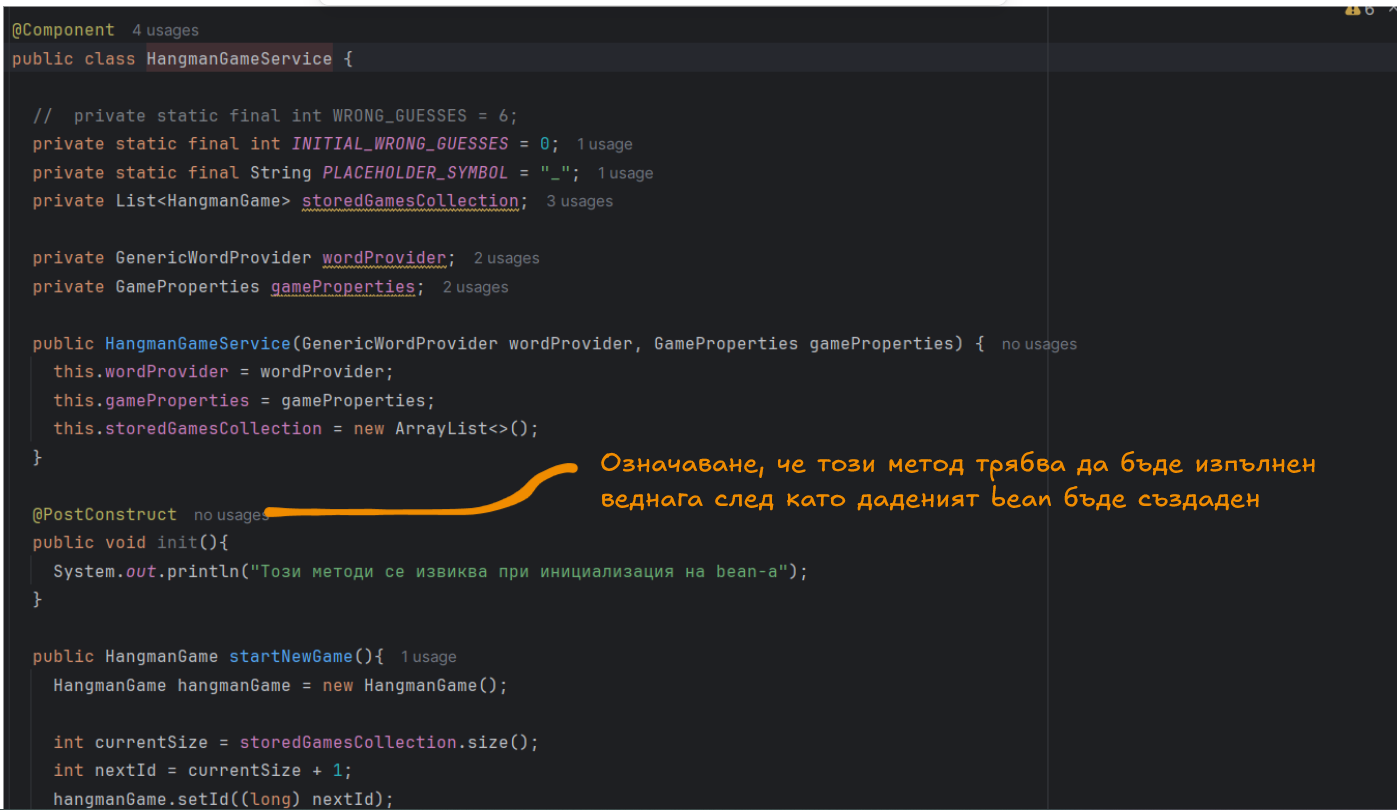 6
@Component 4 usages
public class HangmanGameService {
// private static final int WRONG_GUESSES = 6;
private static final int INITIAL_WRONG_GUESSES = 0; 1 usage
private static final String PLACEHOLDER_SYMBOL = "_"; 1 usage
private List<HangmanGame> storedGamesCollection; 3 usages
private GenericWordProvider wordProvider; 2 usages
private GameProperties gameProperties; 2 usages
public HangmanGameService(GenericWordProvider wordProvider, GameProperties gameProperties) { no usages
this.wordProvider = wordProvider;
this.gameProperties = gameProperties;
this.storedGamesCollection = new ArrayList<>();
}
Означаване, че този метод трябва да бъде изпълнен
веднага след като даденият bean бъде създаден
@PostConstruct no usages
public void init(){
System.out.println("Този методи се извиква при инициализация на bean-а");
}
public HangmanGame startNewGame(){ 1 usage
HangmanGame hangmanGame = new HangmanGame();
int currentSize = storedGamesCollection.size();
int nextId = currentSize + 1;
hangmanGame.setId((long) nextId);